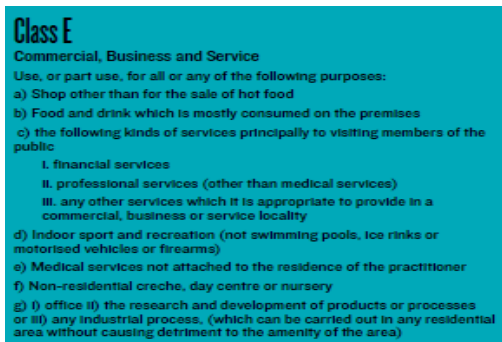 Class E
Commercial, Business and Service
Use, or part use, for all or any of the following purposes:
a) Shop other than for the sale of hot food
b) Food and drink which is mostly consumed on the premises
c) the following kinds of services principally to visiting members of the
public
I. financial services
II. professional services (other than medical services)
III. any other services which it is appropriate to provide in a
commercial, business or service locality
d) Indoor sport and recreation (not swimming pools, ice rinks or
motorised vehicles or firearms)
e) Medical services not attached to the residence of the practitioner
f) Non-residential creche, day centre or nursery
g) i) office ii) the research and development of products or processes
or iii) any industrial process, (which can be carried out in any residential
area without causing detriment to the amenity of the area)